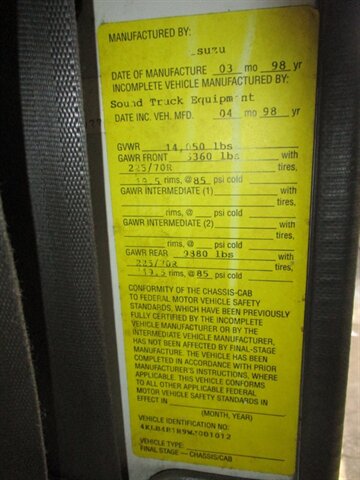 MANUFACTURED BY:
suzu
DATE OF MANUFACTURE 03 mo 98 yr
INCOMPLETE VEHICLE MANUFACTURED BY:
Sound Truck Equipment
DATE INC. VEH. MFD. 04 mo 98 yr
GVWR 14,050 lbs
GAWR FRONT 5360 lbs with
225/70R tires,
19.5 rims, @ 85 psi cold
GAWR INTERMEDIATE (1) with
tires,
rims, @ psi cold
GAWR INTERMEDIATE (2) with
tires,
rims, @ psi cold
GAWR REAR 9380 lbs with
225/70R tires,
19.5 rims, @ 85 psi cold
CONFORMITY OF THE CHASSIS-CAB
TO FEDERAL MOTOR VEHICLE SAFETY
STANDARDS, WHICH HAVE BEEN PREVIOUSLY
FULLY CERTIFIED BY THE INCOMPLETE
VEHICLE MANUFACTURER OR BY THE
INTERMEDIATE VEHICLE MANUFACTURER,
HAS NOT BEEN AFFECTED BY FINAL-STAGE
MANUFACTURE. THE VEHICLE HAS BEEN
COMPLETED IN ACCORDANCE WITH PRIOR
MANUFACTURER'S INSTRUCTIONS, WHERE
APPLICABLE. THIS VEHICLE CONFORMS
TO ALL OTHER APPLICABLE FEDERAL
MOTOR VEHICLE SAFETY STANDARDS IN
EFFECT IN
(MONTH, YEAR)
VEHICLE IDENTIFICATION NO:
VEHICLE TYPE:
FINAL STAGE — CHASSIS/CAB